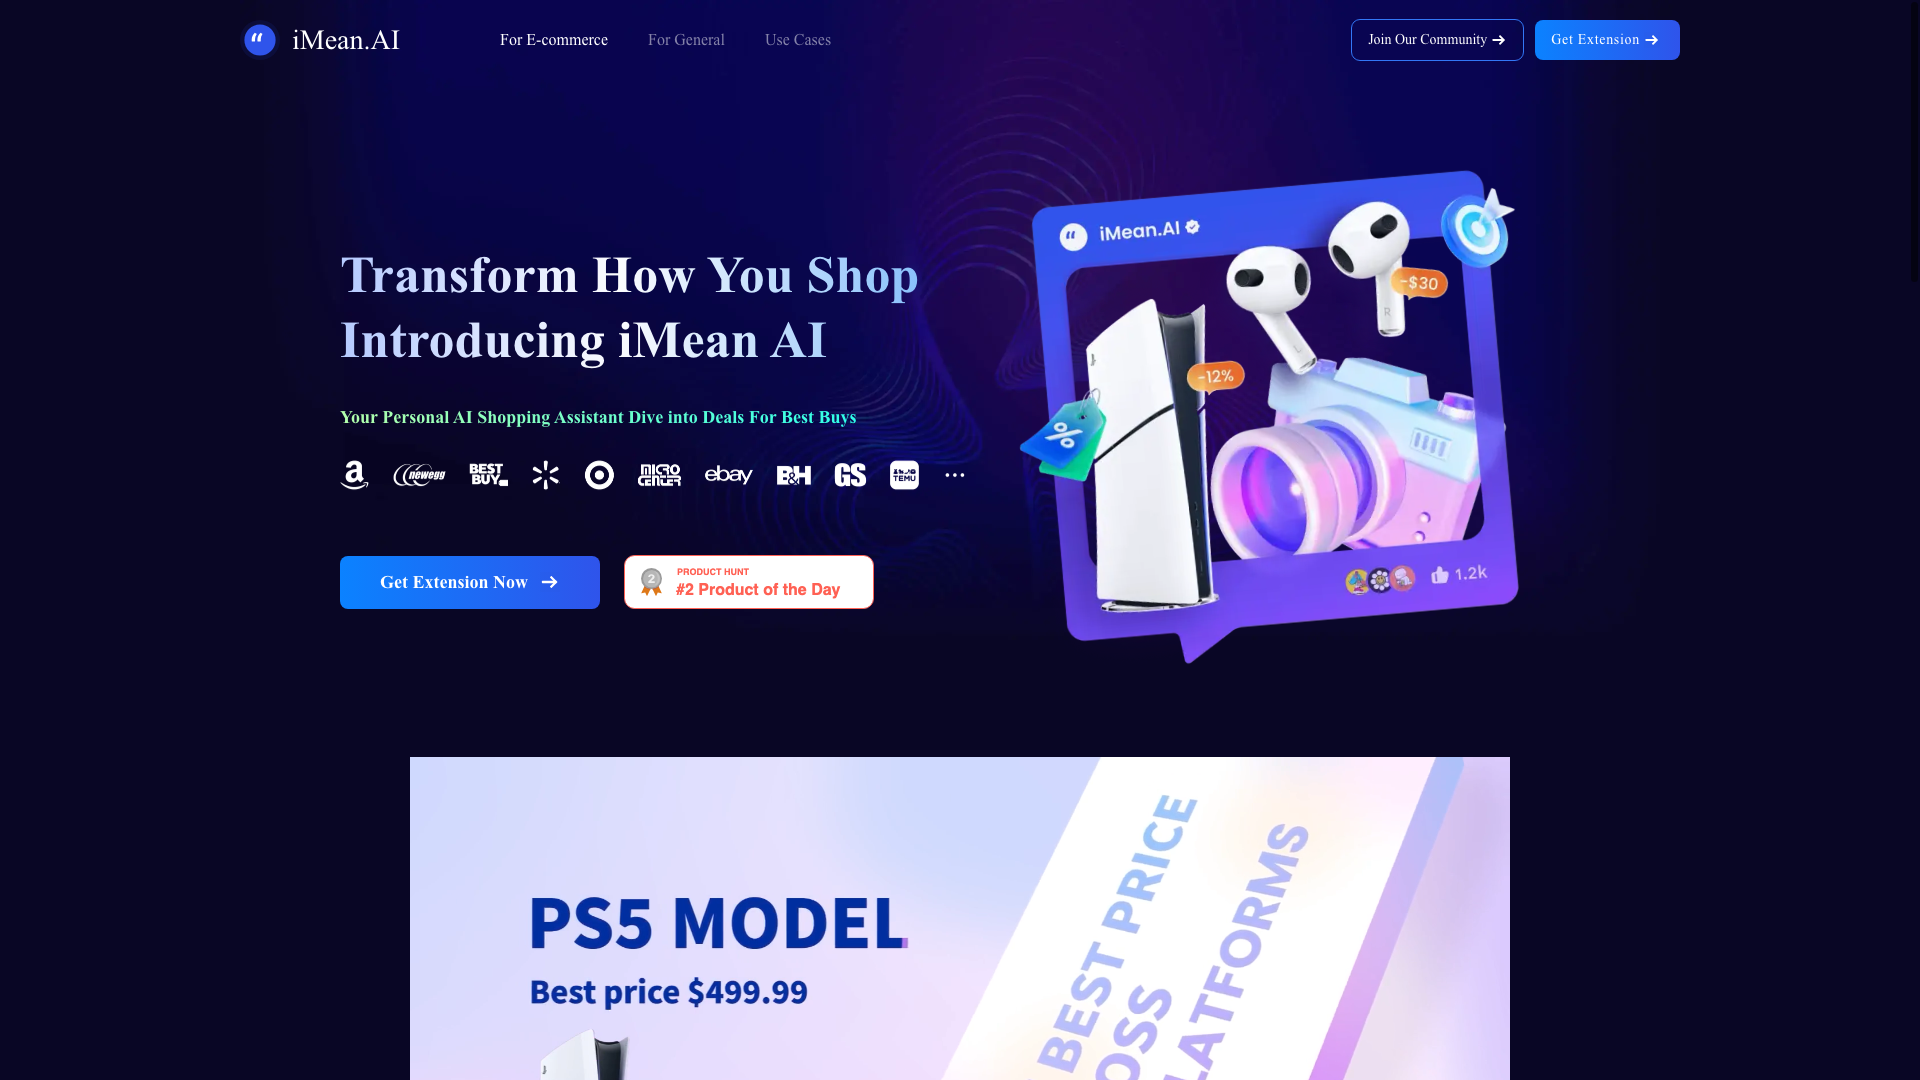 iMean.AI
For E-commerce
For General
Use Cases
Join Our Community
Get Extension
Transform How You Shop
Introducing iMean AI
Your Personal AI Shopping Assistant Dive into Deals For Best Buys
a
newegg
BEST BUY
MICRO CENTER
ebay
B&H
GS
TEMU
...
Get Extension Now
2
PRODUCT HUNT
#2 Product of the Day
iMean.AI
-$30
R
L
-12%
%
1.2k
PS5 MODEL
Best price $499.99
BEST PRICE
OSS
LATFORMS